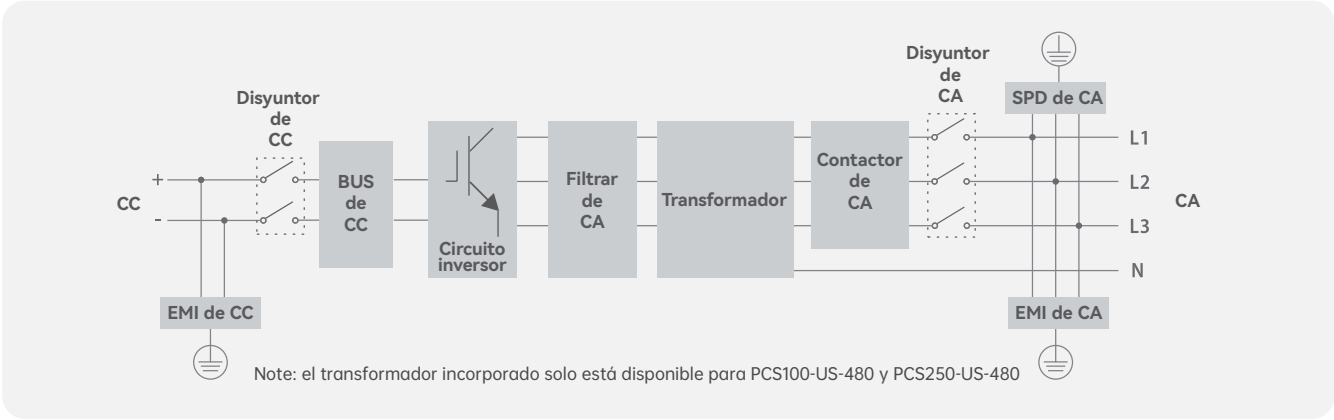 Disyuntor
de
CC
+
-
CC
BUS
de
CC
Circuito
inversor
Filtrar
de
CA
Transformador
Contactor
de
CA
Disyuntor
de
CA
SPD de CA
L1
L2
L3
N
CA
EMI de CC
EMI de CA
Note: el transformador incorporado solo está disponible para PCS100-US-480 y PCS250-US-480